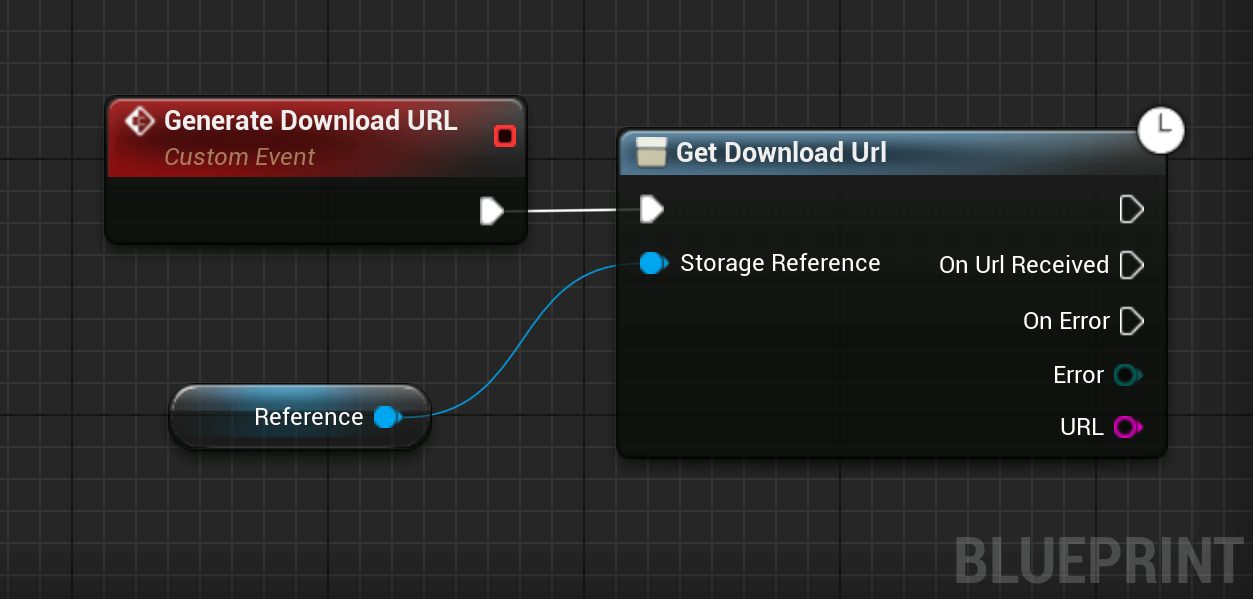 Generate Download URL
Custom Event
Get Download Url
Storage Reference
On Url Received
On Error
Error
URL
Reference
BLUEPRINT